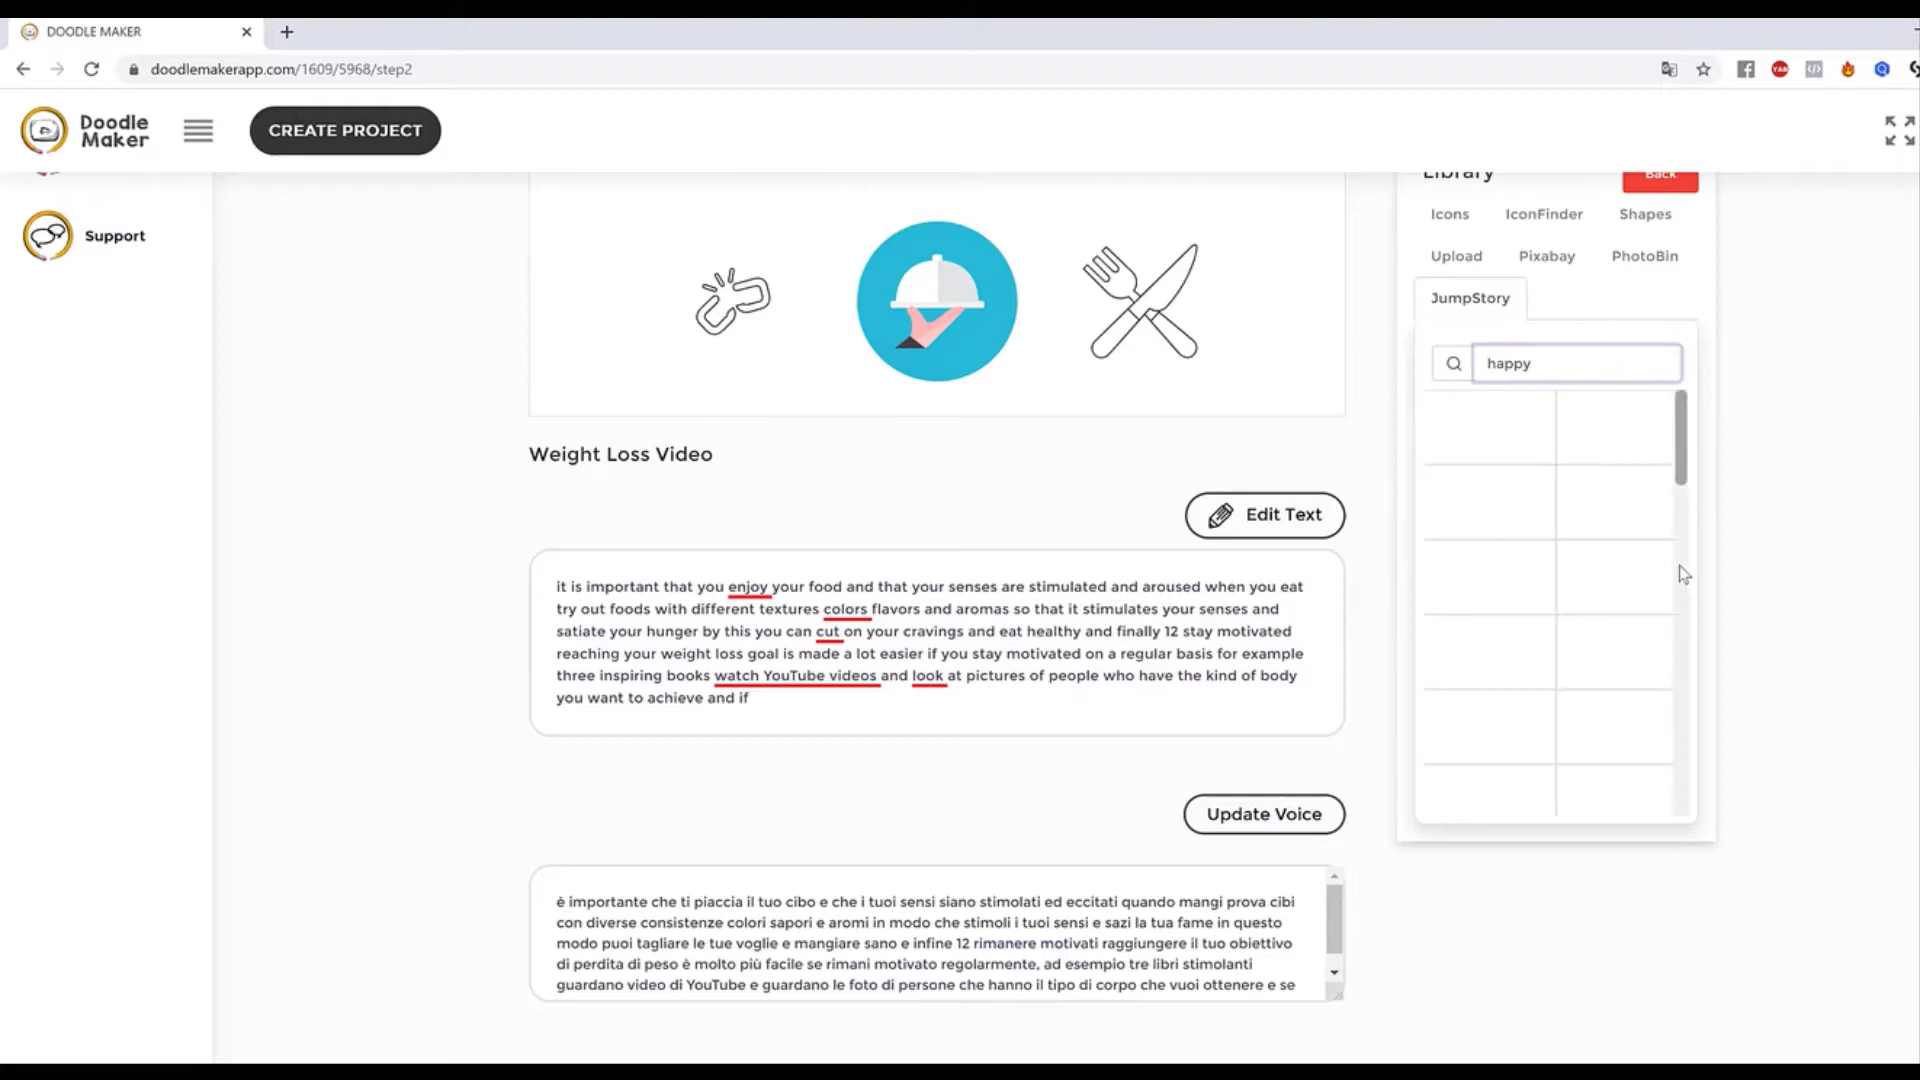 DOODLE MAKER
doodlemakerapp.com/1609/5968/step2
Doodle
Maker
CREATE PROJECT
Support
Library
Back
Icons
IconFinder
Shapes
Upload
Pixabay
PhotoBin
JumpStory
happy
Weight Loss Video
Edit Text
it is important that you enjoy your food and that your senses are stimulated and aroused when you eat
try out foods with different textures colors flavors and aromas so that it stimulates your senses and
satiate your hunger by this you can cut on your cravings and eat healthy and finally 12 stay motivated
reaching your weight loss goal is made a lot easier if you stay motivated on a regular basis for example
three inspiring books watch YouTube videos and look at pictures of people who have the kind of body
you want to achieve and if
Update Voice
è importante che ti piaccia il tuo cibo e che i tuoi sensi siano stimolati ed eccitati quando mangi prova cibi
con diverse consistenze colori sapori e aromi in modo che stimoli i tuoi sensi e sazi la tua fame in questo
modo puoi tagliare le tue voglie e mangiare sano e infine 12 rimanere motivati raggiungere il tuo obiettivo
di perdita di peso è molto più facile se rimani motivato regolarmente, ad esempio tre libri stimolanti
guardano video di YouTube e guardano le foto di persone che hanno il tipo di corpo che vuoi ottenere e se